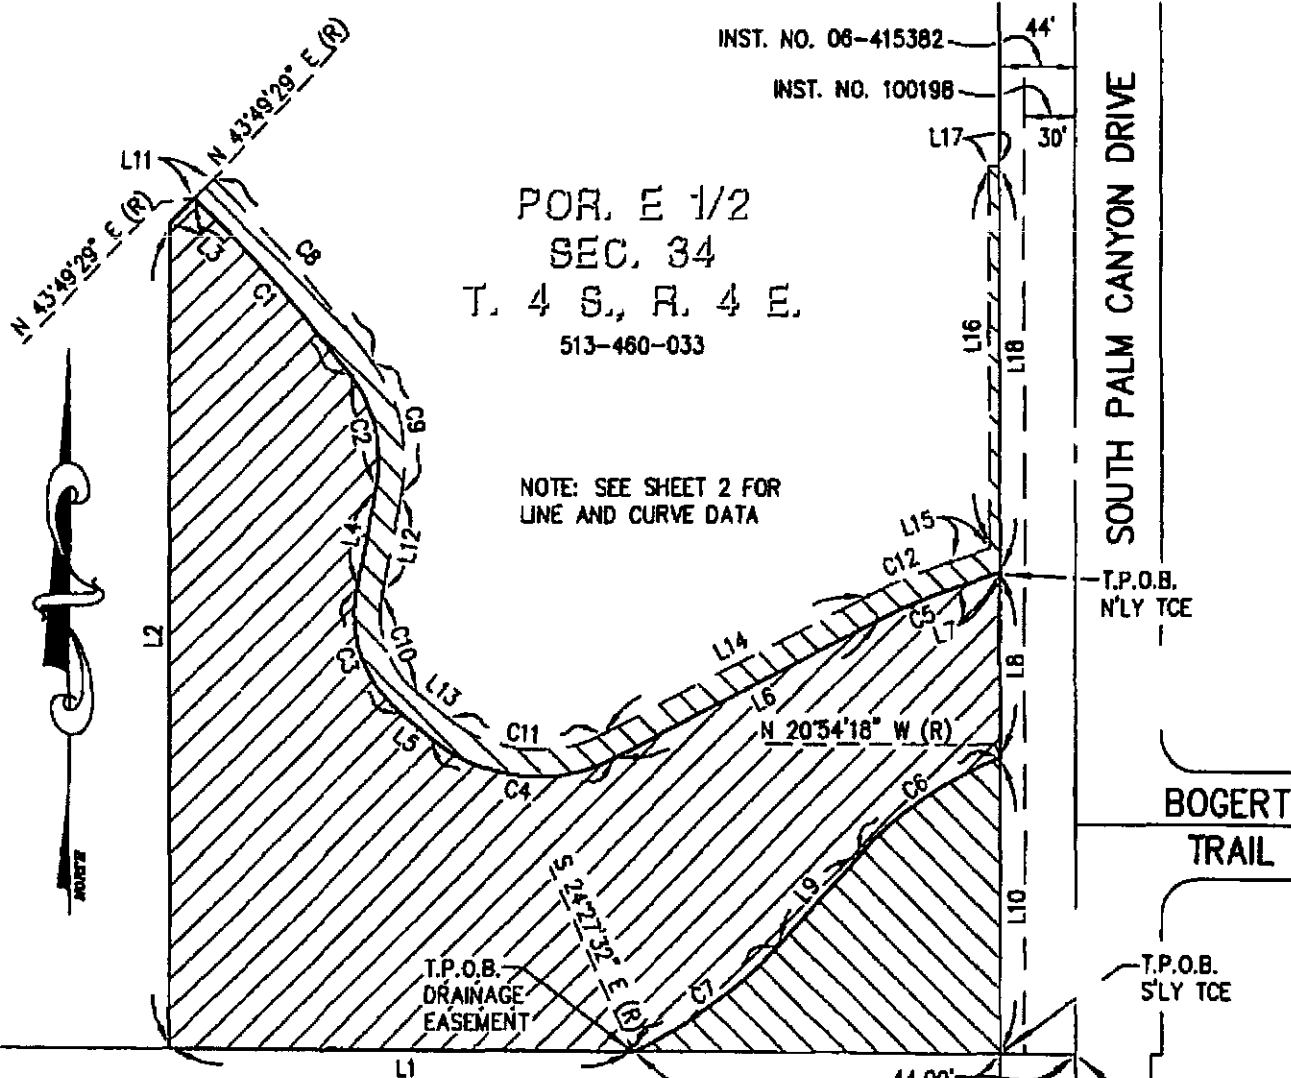 INST. NO. 06-415382
44'
INST. NO. 100198
30'
L17
N 43°49'29" E (R)
L11
N 43°49'29" E (R)
L3
C8
C1
POR. E 1/2
SEC. 34
T. 4 S., R. 4 E.
513-460-033
SOUTH PALM CANYON DRIVE
L16
L18
C9
C2
NOTE: SEE SHEET 2 FOR
LINE AND CURVE DATA
L4
L12
L15
C12
T.P.O.B.
N'LY TCE
C5
L7
L2
C10
C3
L13
L14
L6
L8
L5
C11
C4
N 20°54'18" W (R)
C6
BOGERT
TRAIL
NORTH
L9
L10
S 24°27'32" E (R)
T.P.O.B.
DRAINAGE
EASEMENT
C7
T.P.O.B.
S'LY TCE
L1
44.00'